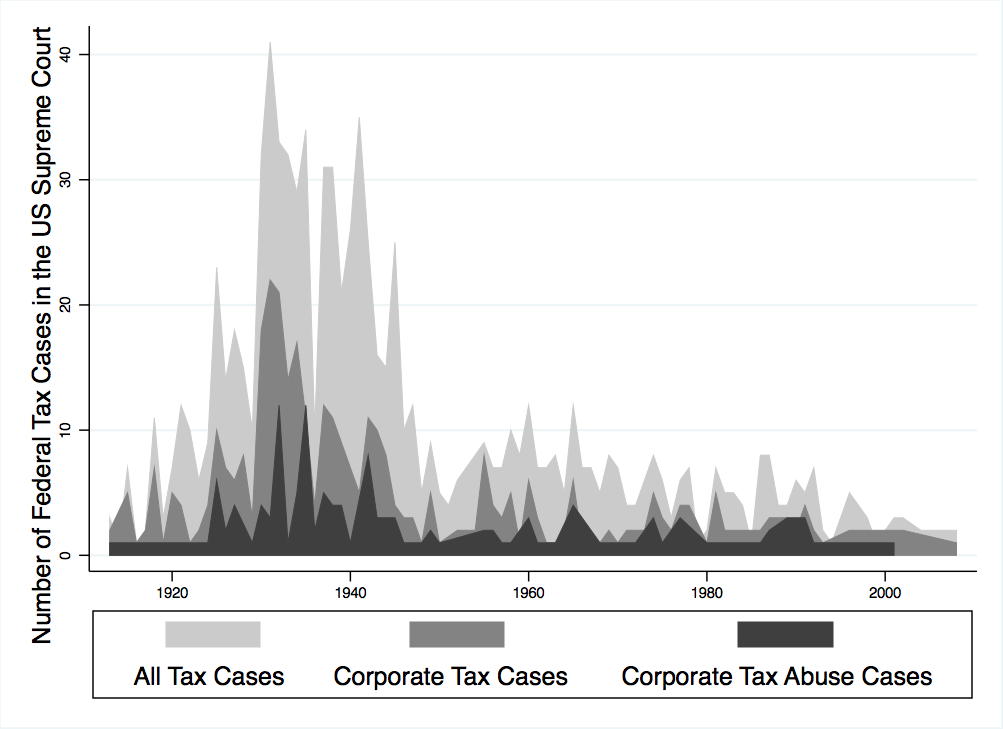 Number of Federal Tax Cases in the US Supreme Court
40
30
20
10
0
1920 1940 1960 1980 2000
All Tax Cases Corporate Tax Cases Corporate Tax Abuse Cases